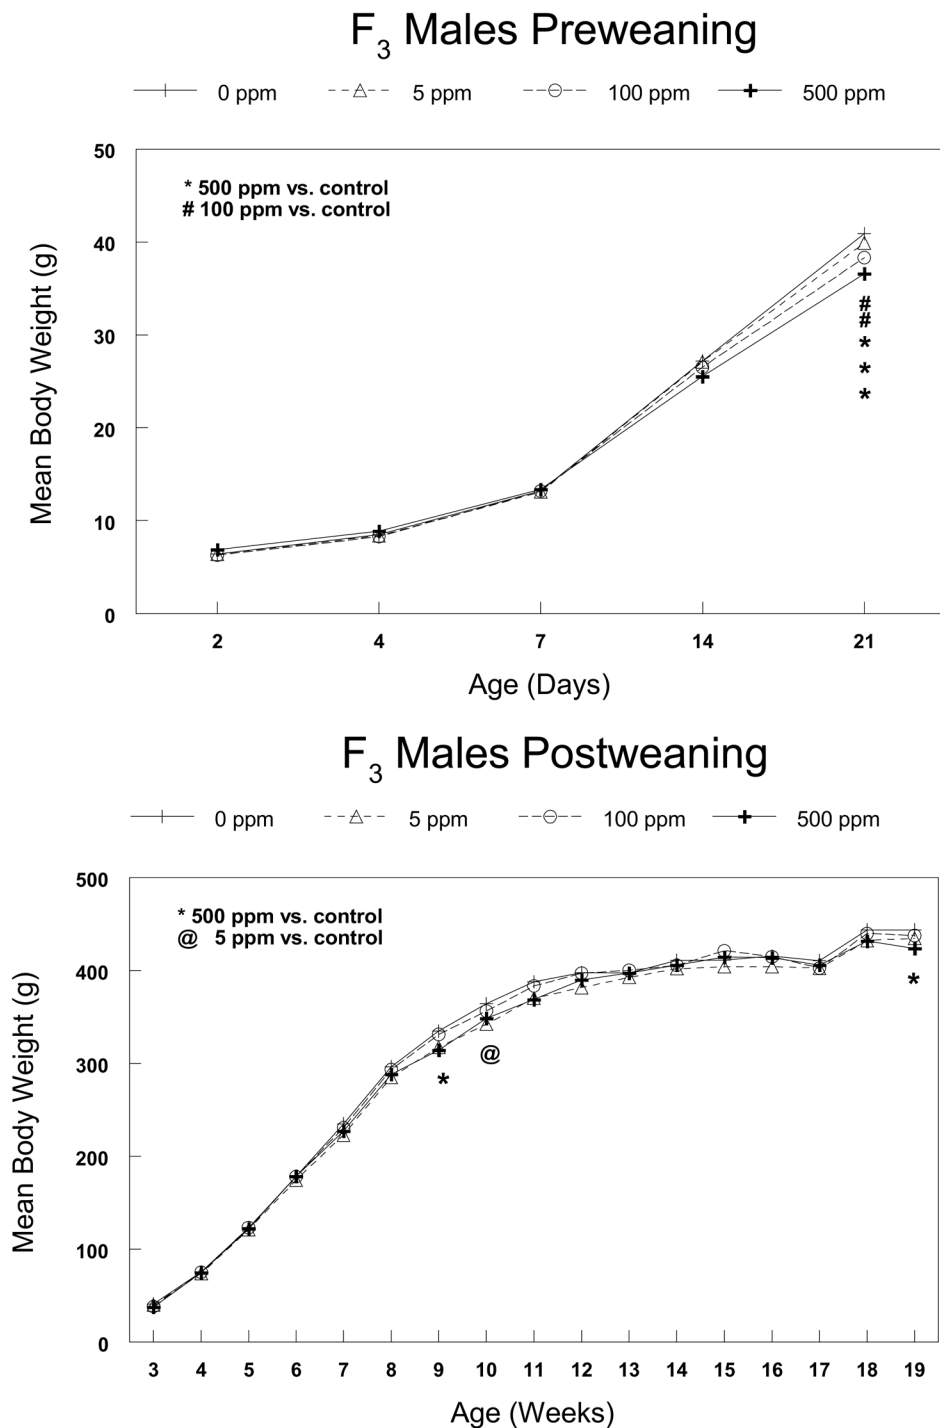 F3 Males Preweaning
0 ppm 5 ppm 100 ppm 500 ppm
* 500 ppm vs. control
# 100 ppm vs. control
Mean Body Weight (g)
50
40
30
20
10
0
#
#
*
*
*
2 4 7 14 21
Age (Days)
F3 Males Postweaning
0 ppm 5 ppm 100 ppm 500 ppm
* 500 ppm vs. control
@ 5 ppm vs. control
Mean Body Weight (g)
500
400
300
200
100
0
*
@
*
3 4 5 6 7 8 9 10 11 12 13 14 15 16 17 18 19
Age (Weeks)